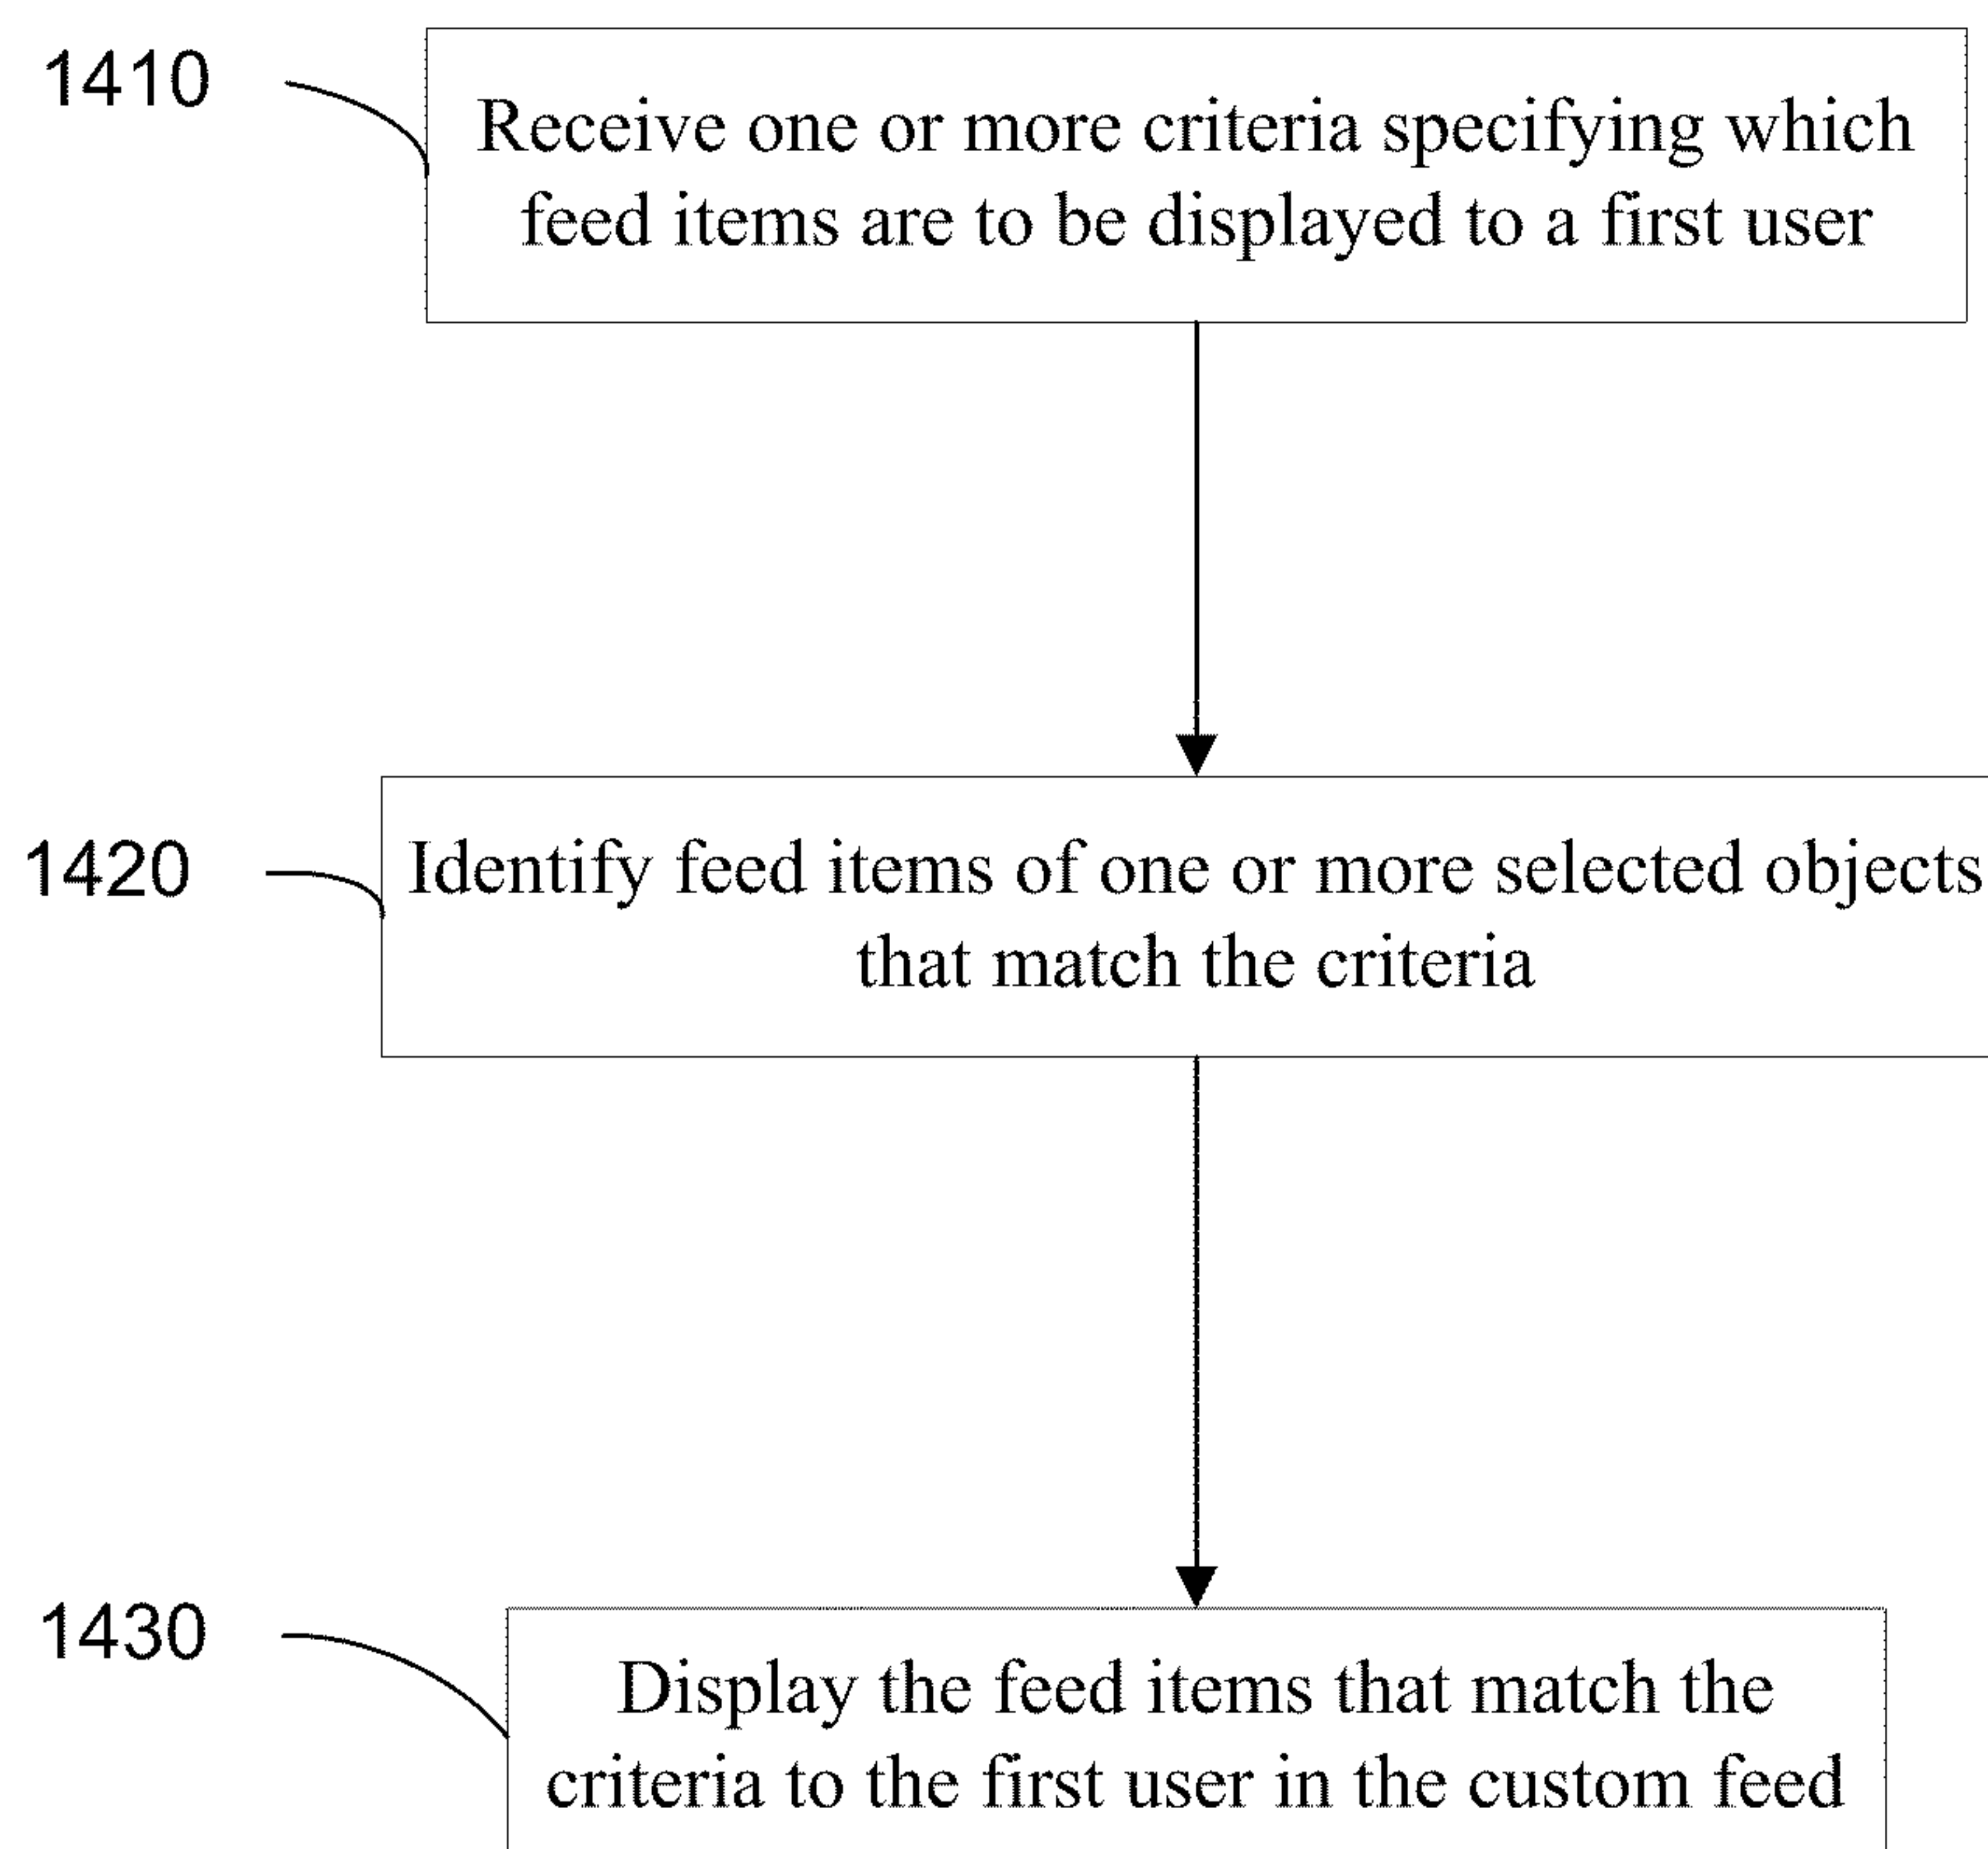 1410
Receive one or more criteria specifying which
feed items are to be displayed to a first user
1420
Identify feed items of one or more selected objects
that match the criteria
1430
Display the feed items that match the
criteria to the first user in the custom feed